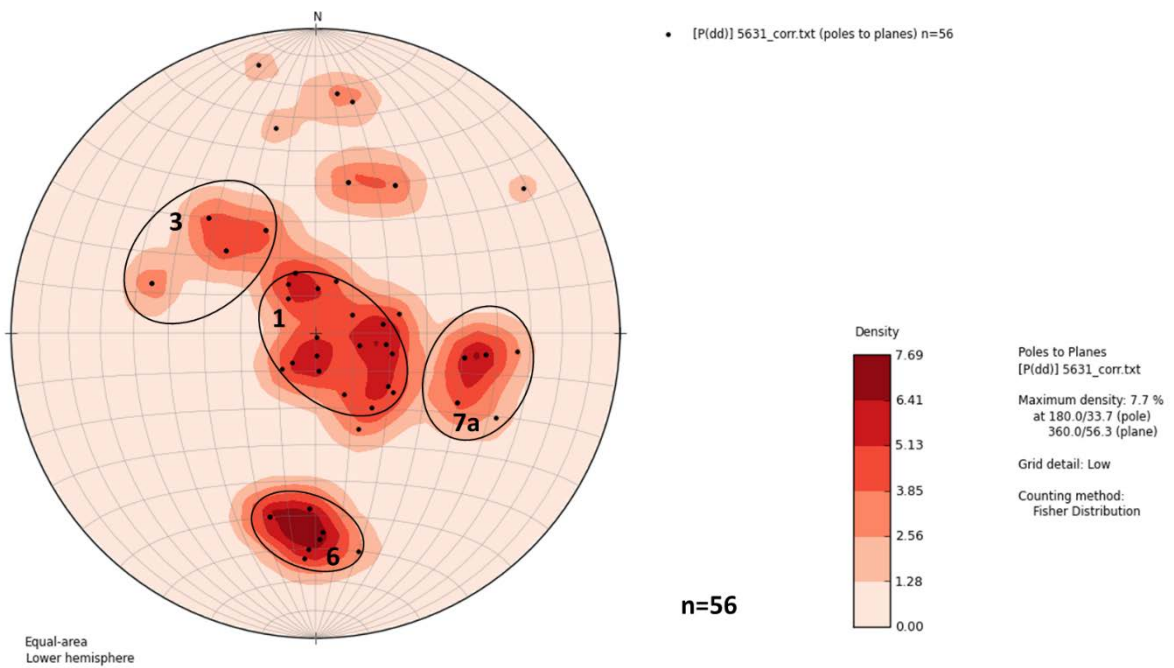 N
[P(dd)] 5631_corr.txt (poles to planes) n=56
3
1
7a
6
n=56
Equal-area
Lower hemisphere
Density
7.69
6.41
5.13
3.85
2.56
1.28
0.00
Poles to Planes
[P(dd)] 5631_corr.txt
Maximum density: 7.7 %
at 180.0/33.7 (pole)
360.0/56.3 (plane)
Grid detail: Low
Counting method:
Fisher Distribution